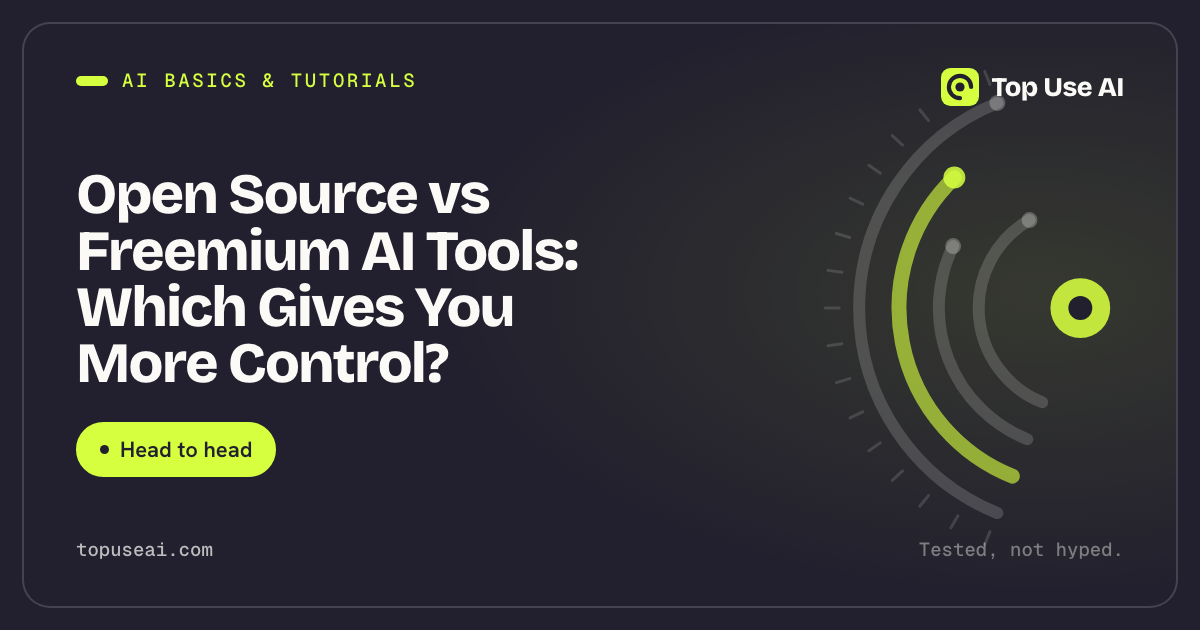 AI BASICS & TUTORIALS
Top Use AI
Open Source vs
Freemium AI Tools:
Which Gives You
More Control?
Head to head
topuseai.com
Tested, not hyped.